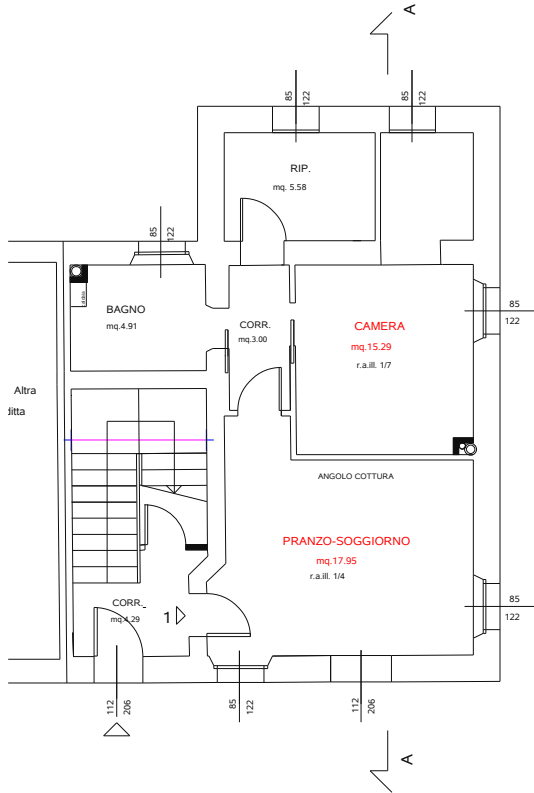 A
85
122
85
122
RIP.
mq. 5.58
85
122
BAGNO
mq.4.91
CORR.
mq.3.00
CAMERA
mq.15.29
r.a.ill. 1/7
85
122
Altra
ditta
ANGOLO COTTURA
PRANZO-SOGGIORNO
mq.17.95
r.a.ill. 1/4
85
122
CORR.
mq.4.29
1
112
206
85
122
112
206
A